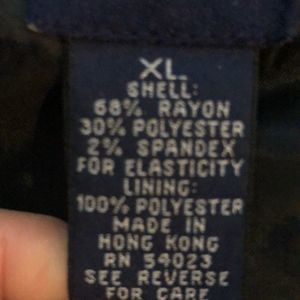 XL
SHELL:
68% RAYON
30% POLYESTER
2% SPANDEX
FOR ELASTICITY
LINING:
100% POLYESTER
MADE IN
HONG KONG
RN 54023
SEE REVERSE
FOR CARE